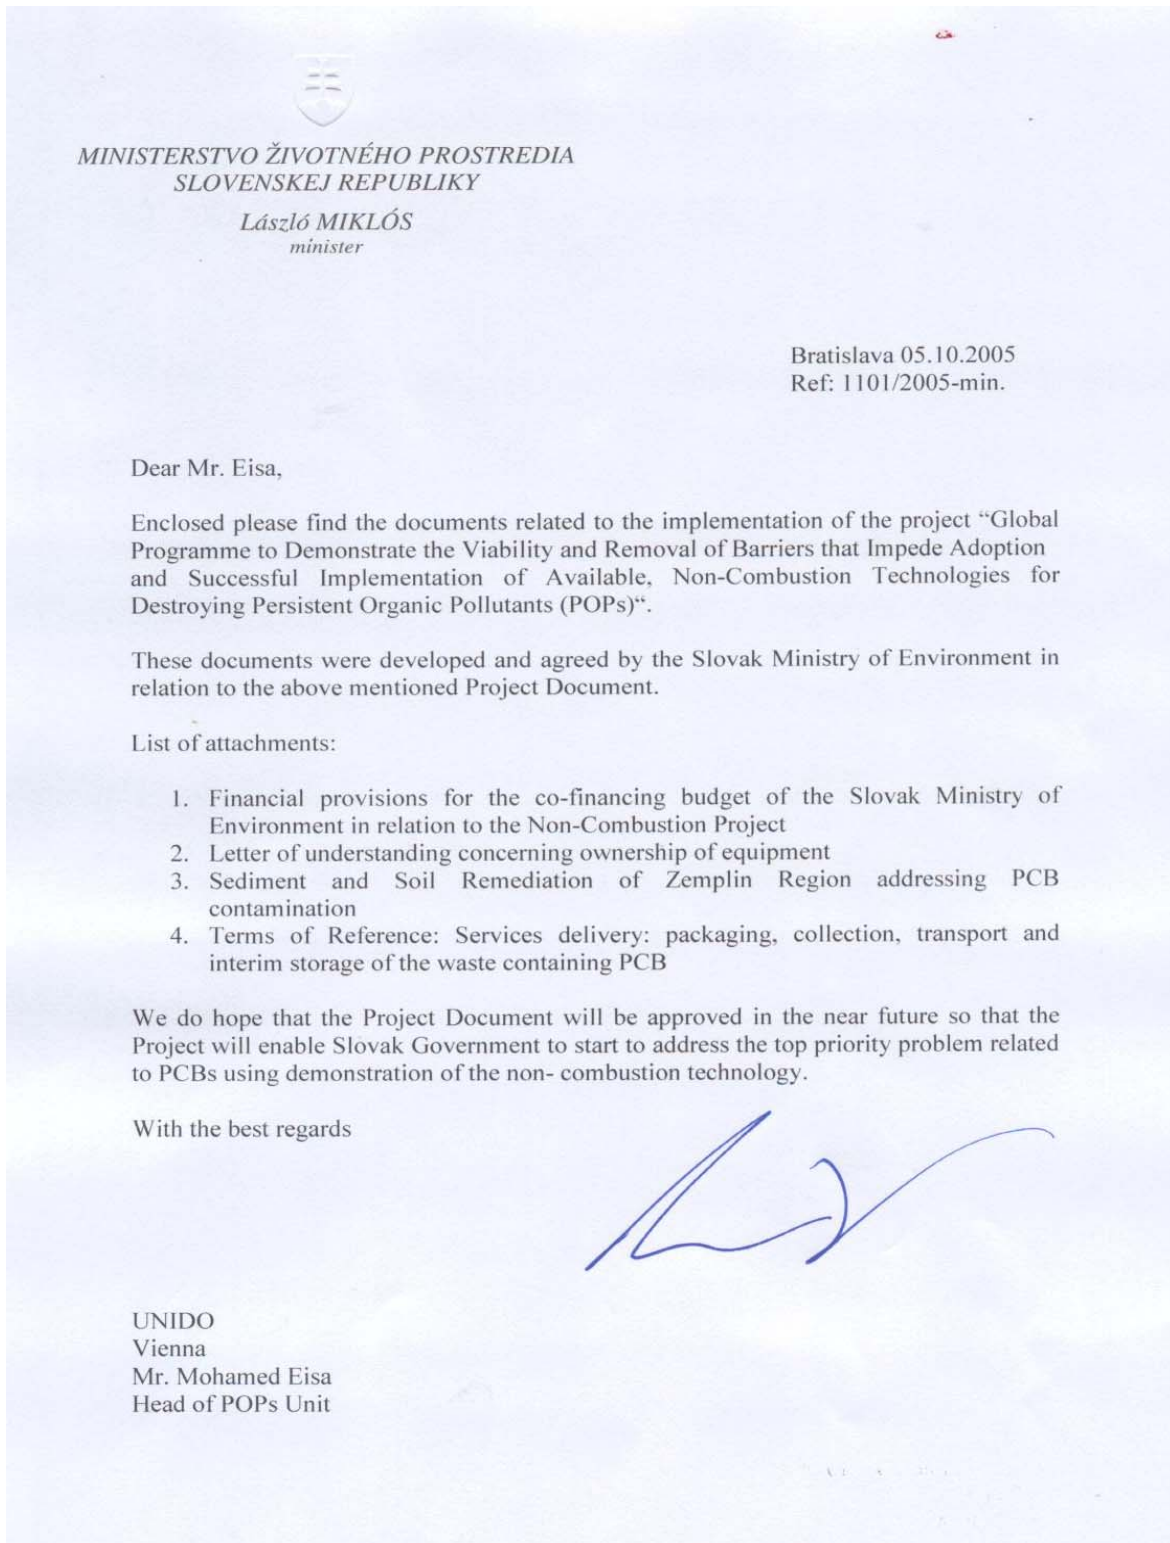 MINISTERSTVO ŽIVOTNÉHO PROSTREDIA
SLOVENSKEJ REPUBLIKY
László MIKLÓS
minister
Bratislava 05.10.2005
Ref: 1101/2005-min.
Dear Mr. Eisa,
Enclosed please find the documents related to the implementation of the project “Global
Programme to Demonstrate the Viability and Removal of Barriers that Impede Adoption
and Successful Implementation of Available, Non-Combustion Technologies for
Destroying Persistent Organic Pollutants (POPs)“.
These documents were developed and agreed by the Slovak Ministry of Environment in
relation to the above mentioned Project Document.
List of attachments:
1. Financial provisions for the co-financing budget of the Slovak Ministry of
Environment in relation to the Non-Combustion Project
2. Letter of understanding concerning ownership of equipment
3. Sediment and Soil Remediation of Zemplin Region addressing PCB
contamination
4. Terms of Reference: Services delivery: packaging, collection, transport and
interim storage of the waste containing PCB
We do hope that the Project Document will be approved in the near future so that the
Project will enable Slovak Government to start to address the top priority problem related
to PCBs using demonstration of the non- combustion technology.
With the best regards
UNIDO
Vienna
Mr. Mohamed Eisa
Head of POPs Unit